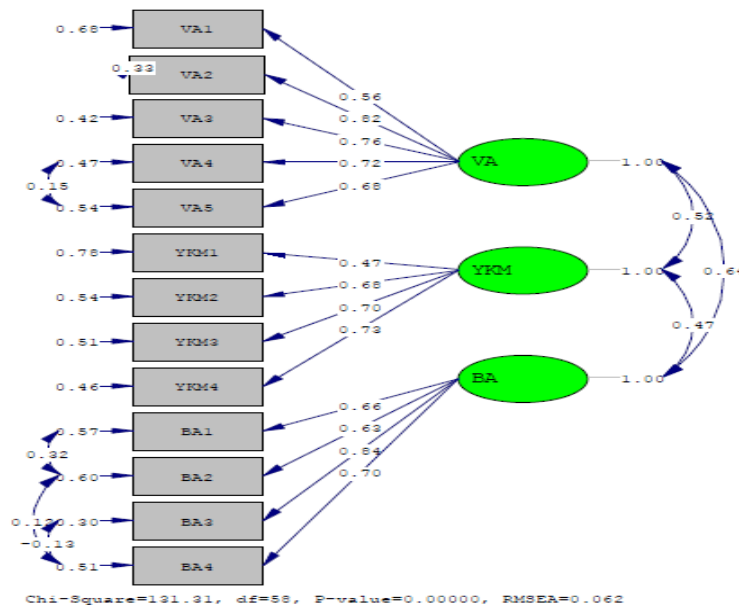 0.68 VA1
0.33 VA2
0.56
0.82
0.42 VA3
0.76
0.47 VA4 0.72 VA 1.00
0.15
0.68
0.54 VA5
0.52
0.78 YKM1
0.47 YKM 1.00
0.68
0.54 YKM2
0.70
0.64
0.73
0.47
0.51 YKM3
0.46 YKM4
BA 1.00
0.66
0.57 BA1
0.63
0.32
0.84
0.60 BA2
0.70
0.30 BA3
-0.13
0.51 BA4
Chi-Square=131.31, df=58, P-value=0.00000, RMSEA=0.062